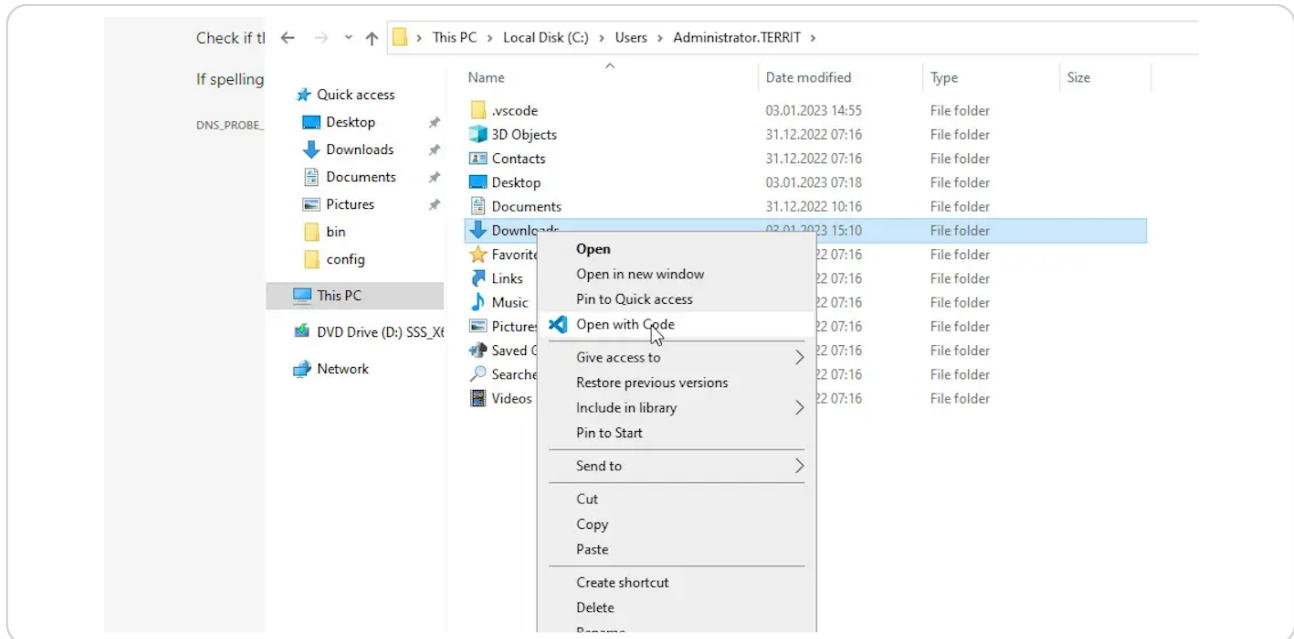 Check if tl
If spelling
DNS_PROBE_
This PC > Local Disk (C:) > Users > Administrator.TERRIT >
Quick access
Desktop
Downloads
Documents
Pictures
bin
config
This PC
DVD Drive (D:) SSS_X6
Network
Name Date modified Type Size
.vscode 03.01.2023 14:55 File folder
3D Objects 31.12.2022 07:16 File folder
Contacts 31.12.2022 07:16 File folder
Desktop 03.01.2023 07:18 File folder
Documents 31.12.2022 10:16 File folder
Downloads 03.01.2023 15:10 File folder
Favorite 22 07:16 File folder
Links 22 07:16 File folder
Music 22 07:16 File folder
Pictures 22 07:16 File folder
Saved G 22 07:16 File folder
Searche 22 07:16 File folder
Videos 22 07:16 File folder
Open
Open in new window
Pin to Quick access
Open with Code
Give access to
Restore previous versions
Include in library
Pin to Start
Send to
Cut
Copy
Paste
Create shortcut
Delete
Rename